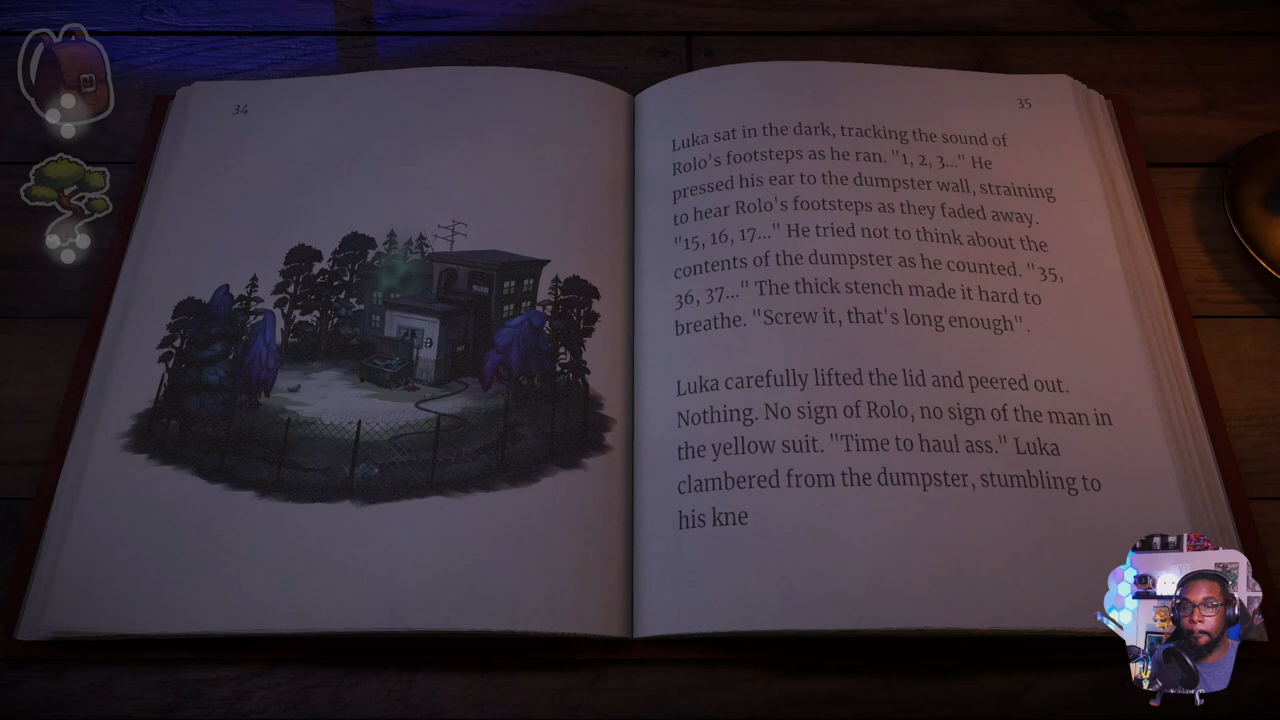 34
35
Luka sat in the dark, tracking the sound of
Rolo's footsteps as he ran. "1, 2, 3..." He
pressed his ear to the dumpster wall, straining
to hear Rolo's footsteps as they faded away.
"15, 16, 17..." He tried not to think about the
contents of the dumpster as he counted. "35,
36, 37..." The thick stench made it hard to
breathe. "Screw it, that's long enough".
Luka carefully lifted the lid and peered out.
Nothing. No sign of Rolo, no sign of the man in
the yellow suit. "Time to haul ass." Luka
clambered from the dumpster, stumbling to
his kne